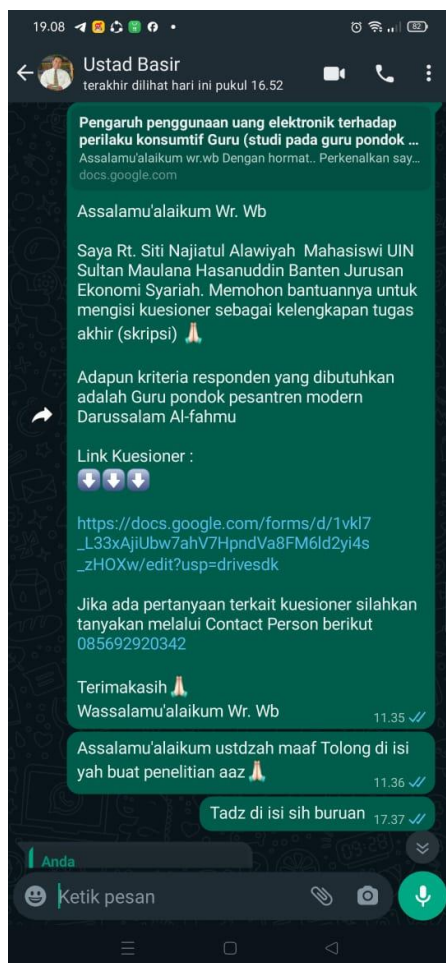 19.08
82
Ustad Basir
terakhir dilihat hari ini pukul 16.52
Pengaruh penggunaan uang elektronik terhadap
perilaku konsumtif Guru (studi pada guru pondok ...
Assalamu'alaikum wr.wb Dengan hormat.. Perkenalkan say...
docs.google.com
Assalamu'alaikum Wr. Wb
Saya Rt. Siti Najiatul Alawiyah Mahasiswi UIN
Sultan Maulana Hasanuddin Banten Jurusan
Ekonomi Syariah. Memohon bantuannya untuk
mengisi kuesioner sebagai kelengkapan tugas
akhir (skripsi) 🙏🏻
Adapun kriteria responden yang dibutuhkan
adalah Guru pondok pesantren modern
Darussalam Al-fahmu
Link Kuesioner :
⬇️⬇️⬇️
https://docs.google.com/forms/d/1vkl7
_L33xAjiUbw7ahV7HpndVa8FM6ld2yi4s
_zHOXw/edit?usp=drivesdk
Jika ada pertanyaan terkait kuesioner silahkan
tanyakan melalui Contact Person berikut
085692920342
Terimakasih🙏🏻
Wassalamu'alaikum Wr. Wb
11.35
Assalamu'alaikum ustdzah maaf Tolong di isi
yah buat penelitian aaz🙏🏻
11.36
Tadz di isi sih buruan 17.37
Anda
Ketik pesan